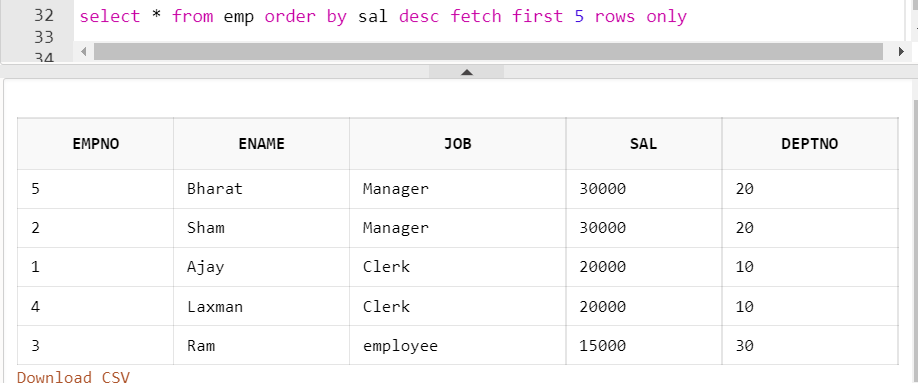 32 select * from emp order by sal desc fetch first 5 rows only
33
34
EMPNO ENAME JOB SAL DEPTNO
5 Bharat Manager 30000 20
2 Sham Manager 30000 20
1 Ajay Clerk 20000 10
4 Laxman Clerk 20000 10
3 Ram employee 15000 30
Download CSV